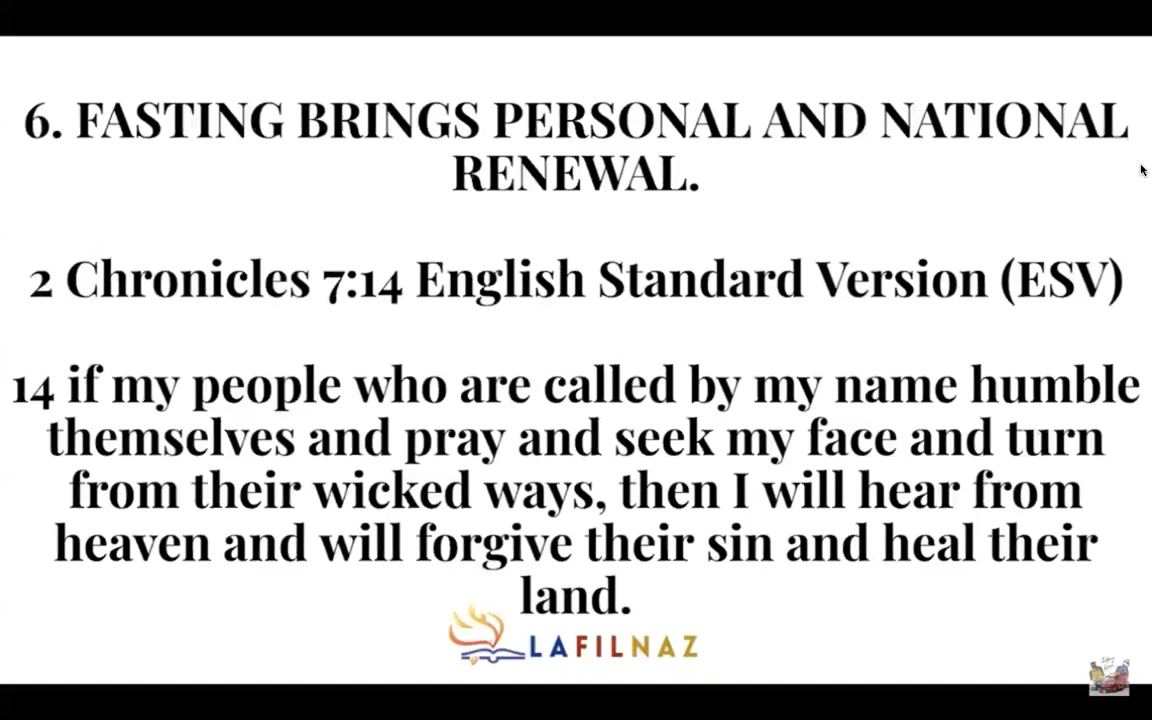 6. FASTING BRINGS PERSONAL AND NATIONAL
RENEWAL.
2 Chronicles 7:14 English Standard Version (ESV)
14 if my people who are called by my name humble
themselves and pray and seek my face and turn
from their wicked ways, then I will hear from
heaven and will forgive their sin and heal their
land.
LAFILNAZ